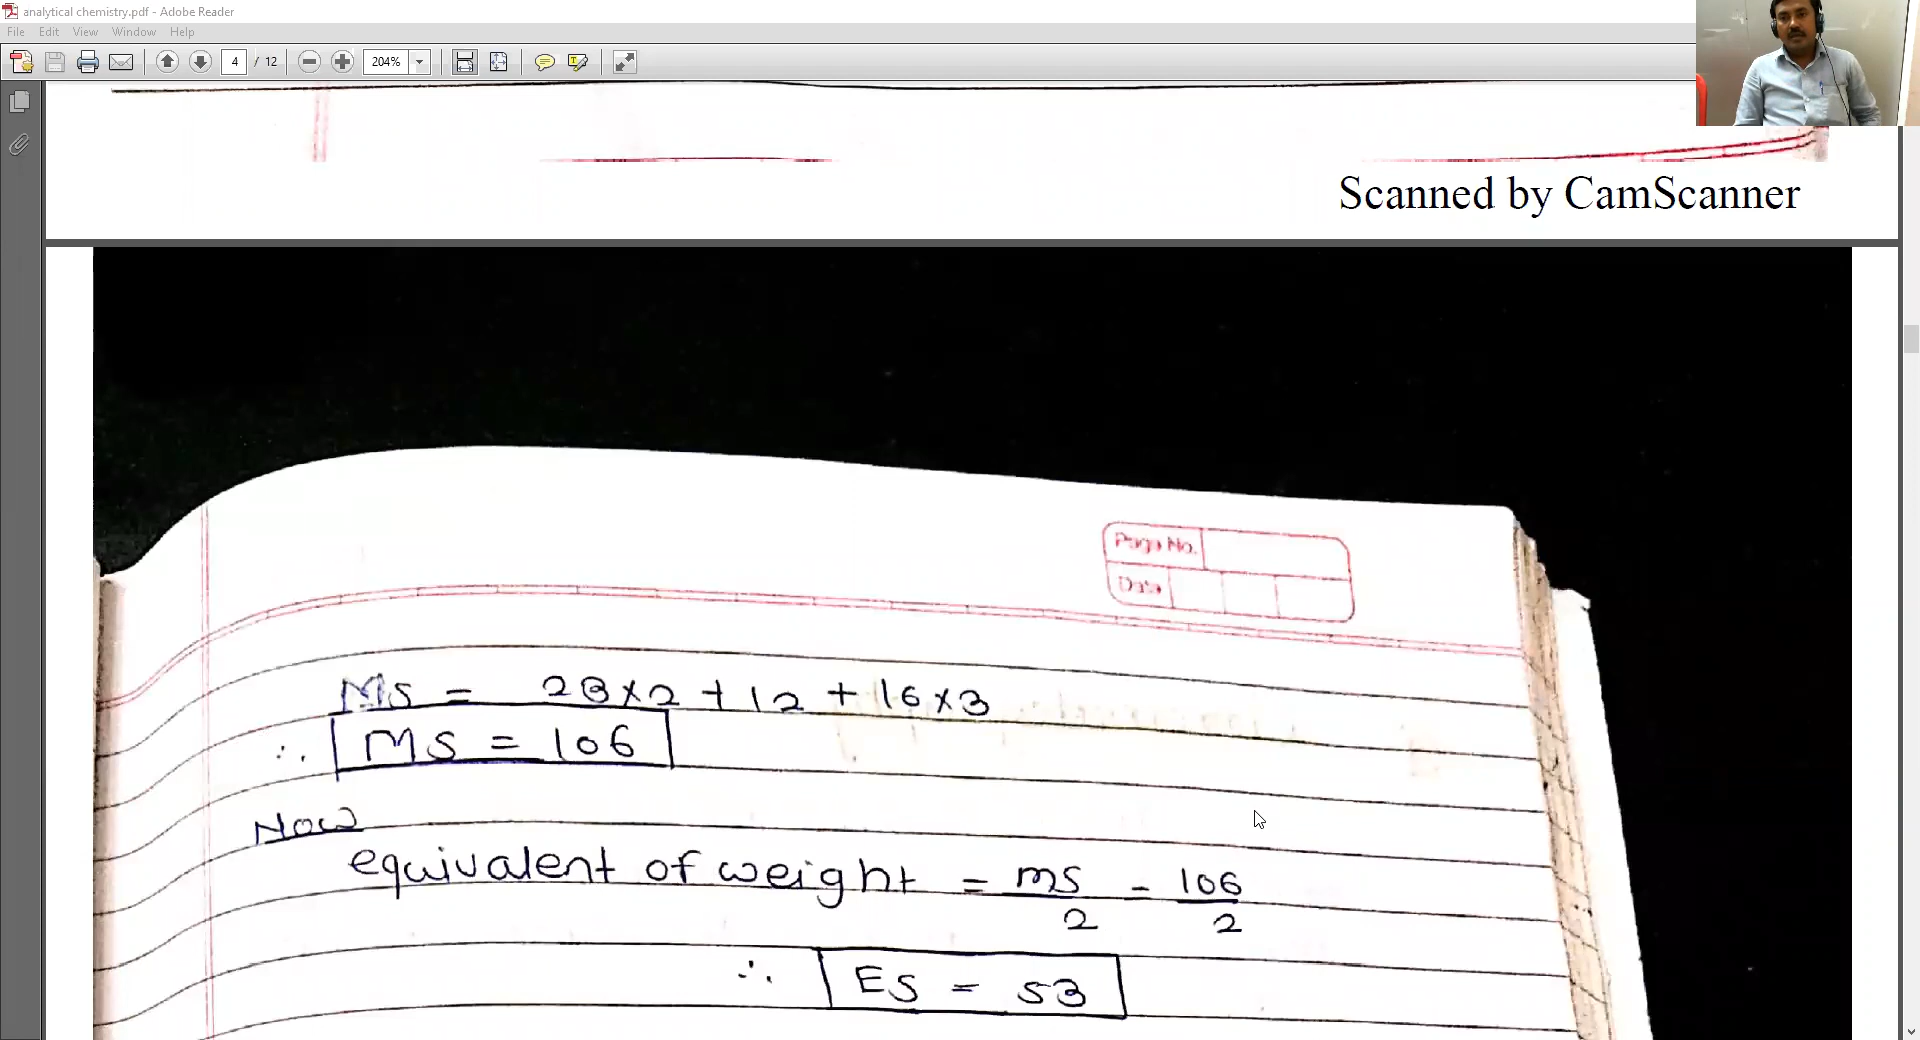 analytical chemistry.pdf - Adobe Reader
File Edit View Window Help
4 / 12 204%
Scanned by CamScanner
Page No.
Date
Ms = 23×2 + 12 + 16×3
∴ Ms = 106
Now
equivalent of weight = Ms/2 = 106/2
∴ Es = 53